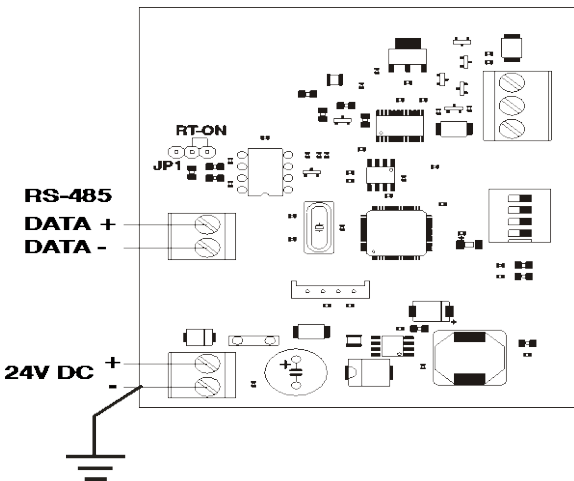 RT-ON
JP1
RS-485
DATA +
DATA -
+
24V DC
-
+
+